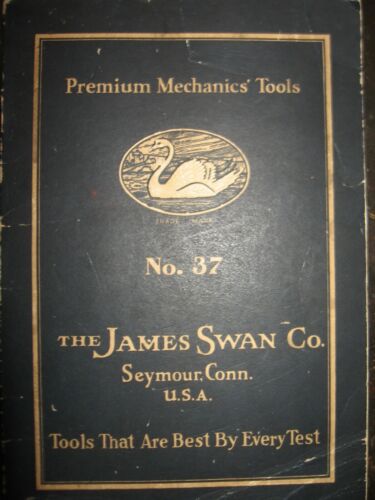 Premium Mechanics' Tools
TRADE MARK
No. 37
THE JAMES SWAN CO.
Seymour, Conn.
U.S.A.
Tools That Are Best By Every Test